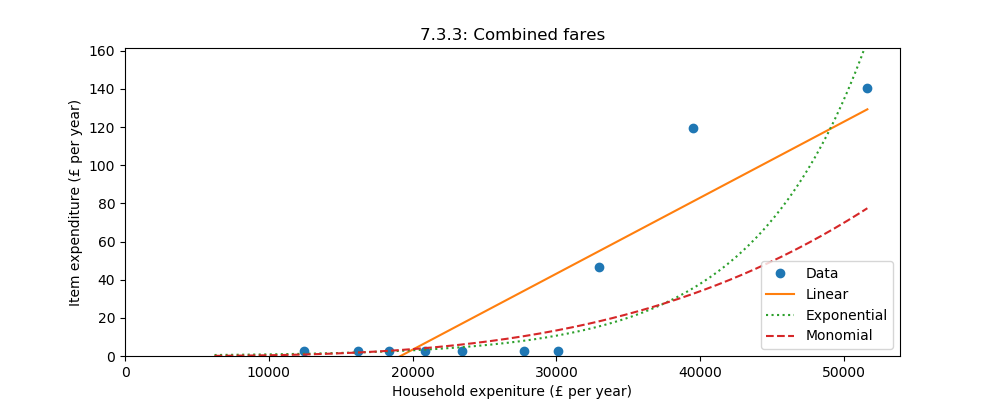 7.3.3: Combined fares
Item expenditure (£ per year)
160
140
120
100
80
60
40
20
0
0 10000 20000 30000 40000 50000
Household expeniture (£ per year)
Data
Linear
Exponential
Monomial